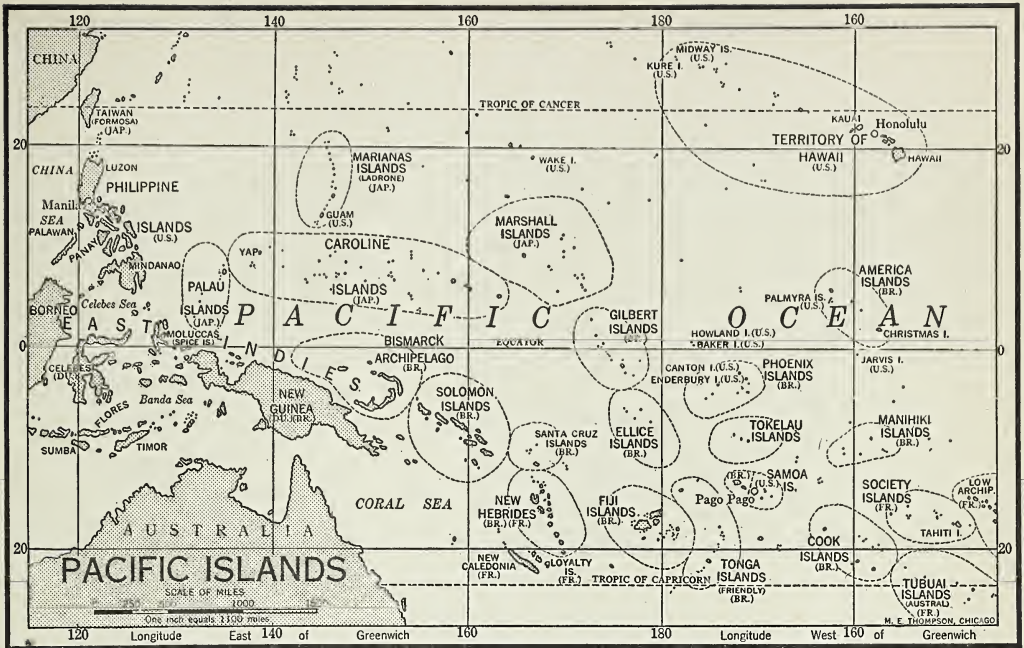 120 140 160 180 160
CHINA
MIDWAY IS.
(U.S.)
KURE I.
(U.S.)
TROPIC OF CANCER
TAIWAN
(FORMOSA)
(JAP.)
KAUAI
Honolulu
TERRITORY OF
HAWAII
(U.S.)
HAWAII
20
20
CHINA
SEA
LUZON
PHILIPPINE
ISLANDS
(U.S.)
Manil
PALAWAN
PANAY
MINDANAO
MARIANAS
ISLANDS
(LADRONE)
(JAP.)
GUAM
(U.S.)
WAKE I.
(U.S.)
MARSHALL
ISLANDS
(JAP.)
YAP
CAROLINE
ISLANDS
(JAP.)
PALAU
ISLANDS
(JAP.)
AMERICA
ISLANDS
(BR.)
PALMYRA IS.
(U.S.)
CHRISTMAS I.
Celebes Sea
BORNEO
PACIFIC OCEAN
EAST INDIES
MOLUCCAS
(SPICE IS.)
GILBERT
ISLANDS
(BR.)
HOWLAND I. (U.S.)
BAKER I. (U.S.)
0
EQUATOR
0
BISMARCK
ARCHIPELAGO
(BR.)
JARVIS I.
(U.S.)
CELEBES
(DU.)
CANTON I. (U.S.)
ENDERBURY I. (U.S.)
PHOENIX
ISLANDS
(BR.)
Banda Sea
NEW
GUINEA
(DU.) (BR.)
SOLOMON
ISLANDS
(BR.)
FLORES
SUMBA
TIMOR
SANTA CRUZ
ISLANDS
(BR.)
ELLICE
ISLANDS
(BR.)
TOKELAU
ISLANDS
MANIHIKI
ISLANDS
(BR.)
CORAL SEA
NEW
HEBRIDES
(BR.) (FR.)
FIJI
ISLANDS
(BR.)
(BR.)
SAMOA
(U.S.) IS.
Pago Pago
SOCIETY
ISLANDS
(FR.)
LOW
ARCHIP.
(FR.)
TAHITI I.
AUSTRALIA
COOK
ISLANDS
(BR.)
20
20
NEW
CALEDONIA
(FR.)
LOYALTY
IS.
(FR.)
TONGA
ISLANDS
(FRIENDLY)
(BR.)
TROPIC OF CAPRICORN
TUBUAI
ISLANDS
(AUSTRAL)
(FR.)
PACIFIC ISLANDS
SCALE OF MILES
0 250 500 1000 1500
One inch equals 1100 miles
M. E. THOMPSON, CHICAGO
120 140 160 180 160
Longitude East of Greenwich Longitude West of Greenwich